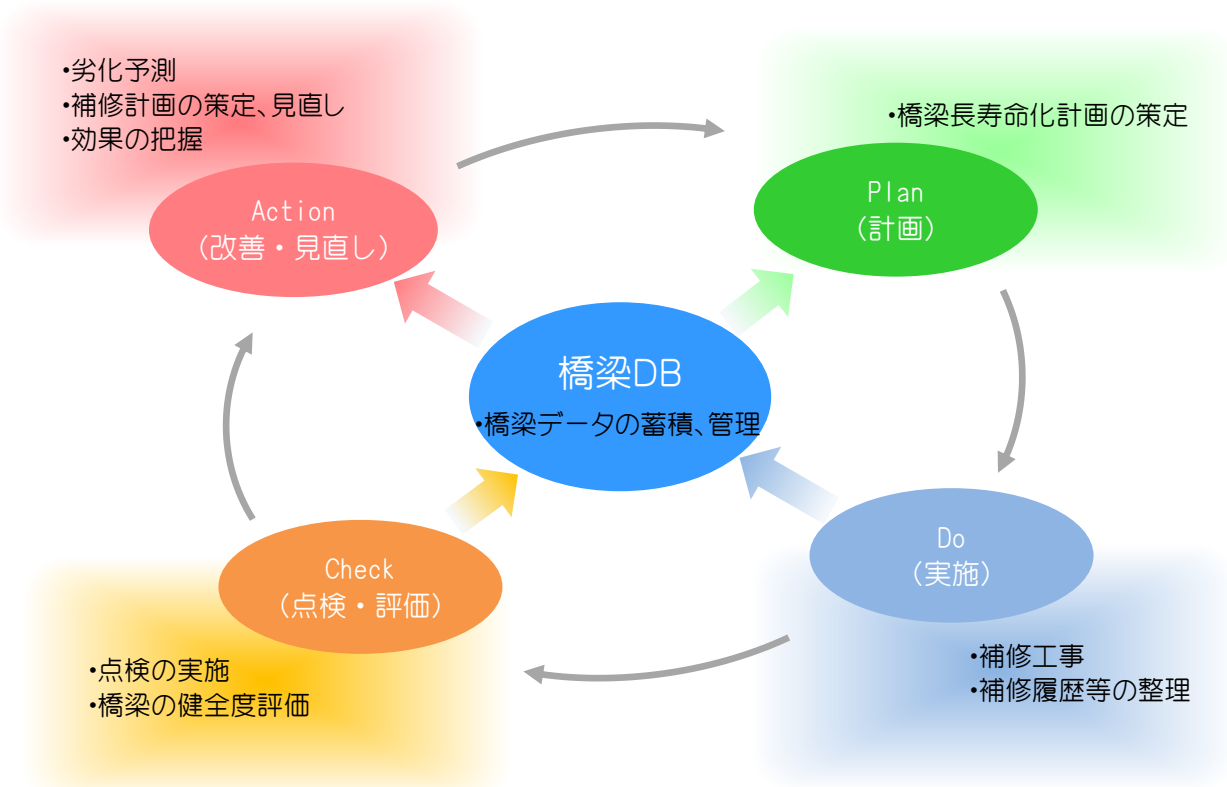 ・劣化予測
・補修計画の策定、見直し
・効果の把握
Action
（改善・見直し）
・橋梁長寿命化計画の策定
Plan
（計画）
橋梁DB
・橋梁データの蓄積、管理
Check
（点検・評価）
・点検の実施
・橋梁の健全度評価
Do
（実施）
・補修工事
・補修履歴等の整理